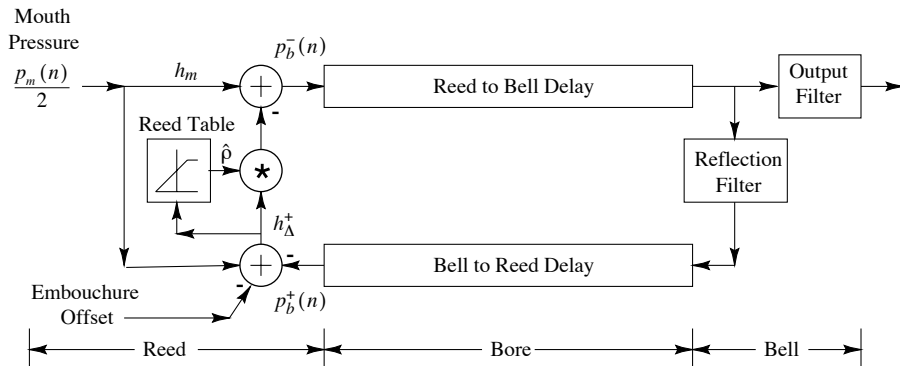 Mouth
Pressure
p_m(n)
2
h_m
+
-
p_b^-(n)
Reed to Bell Delay
Output
Filter
Reed Table
ρ̂
*
Reflection
Filter
h_Δ^+
+
-
-
p_b^+(n)
Bell to Reed Delay
Embouchure
Offset
Reed
Bore
Bell